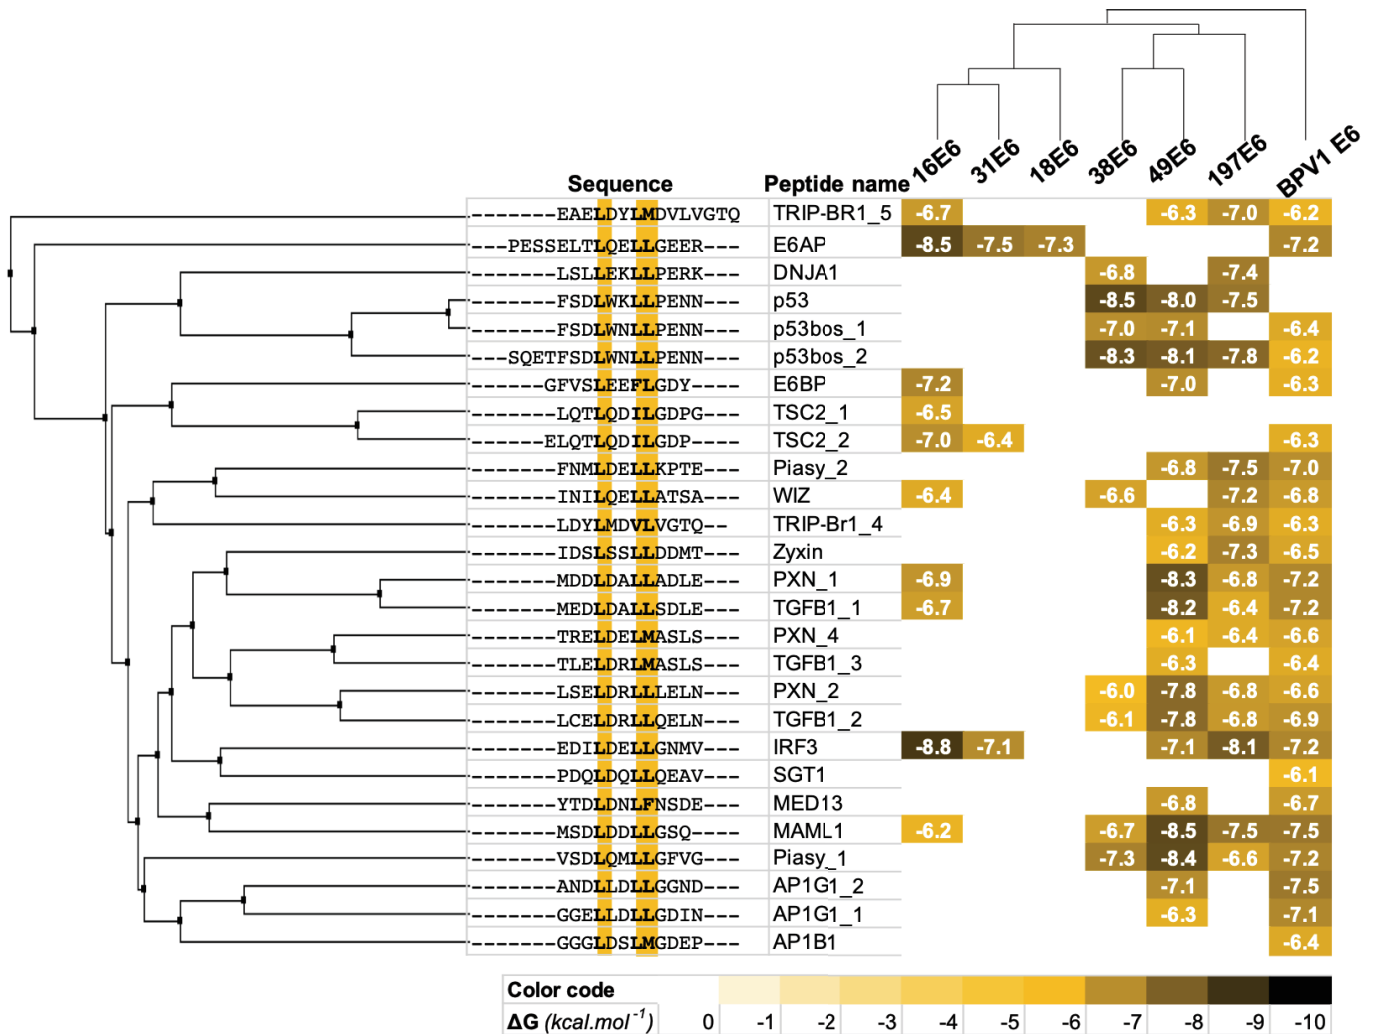 16E6 31E6 18E6 38E6 49E6 197E6 BPV1 E6
Sequence Peptide name
-------EAELDYLMDVLVGTQ TRIP-BR1_5 -6.7 -6.3 -7.0 -6.2
---PESSELTLQELLGEER--- E6AP -8.5 -7.5 -7.3 -7.2
-------LSLLEKLLPERK--- DNJA1 -6.8 -7.4
-------FSDLWKLLPENN--- p53 -8.5 -8.0 -7.5
-------FSDLWNLLPENN--- p53bos_1 -7.0 -7.1 -6.4
---SQETFSDLWNLLPENN--- p53bos_2 -8.3 -8.1 -7.8 -6.2
------GFVSLEEFLGDY---- E6BP -7.2 -7.0 -6.3
-------LQTLQDILGDPG--- TSC2_1 -6.5
------ELQTLQDILGDP---- TSC2_2 -7.0 -6.4 -6.3
-------FNMLDELLKPTE--- Piasy_2 -6.8 -7.5 -7.0
-------INILQELLATSA--- WIZ -6.4 -6.6 -7.2 -6.8
-------LDYLMDVLVGTQ--- TRIP-Br1_4 -6.3 -6.9 -6.3
-------IDSLSSLLDDMT--- Zyxin -6.2 -7.3 -6.5
-------MDDLDALLADLE--- PXN_1 -6.9 -8.3 -6.8 -7.2
-------MEDLDALLSDLE--- TGFB1_1 -6.7 -8.2 -6.4 -7.2
-------TRELDELMASLS--- PXN_4 -6.1 -6.4 -6.6
-------TLELDRLMASLS--- TGFB1_3 -6.3 -6.4
-------LSELDRLLLELN--- PXN_2 -6.0 -7.8 -6.8 -6.6
-------LCELDRLLQELN--- TGFB1_2 -6.1 -7.8 -6.8 -6.9
-------EDILDELLGNMV--- IRF3 -8.8 -7.1 -7.1 -8.1 -7.2
-------PDQLDQLLQEAV--- SGT1 -6.1
-------YTDLDNLFNSDE--- MED13 -6.8 -6.7
-------MSDLDDLLGSQ---- MAML1 -6.2 -6.7 -8.5 -7.5 -7.5
-------VSDLQMLLGFVG--- Piasy_1 -7.3 -8.4 -6.6 -7.2
-------ANDLLDLLGGND--- AP1G1_2 -7.1 -7.5
-------GGELLDLLGDIN--- AP1G1_1 -6.3 -7.1
-------GGGLDSLMGDEP--- AP1B1 -6.4
Color code
ΔG (kcal.mol⁻¹) 0 -1 -2 -3 -4 -5 -6 -7 -8 -9 -10